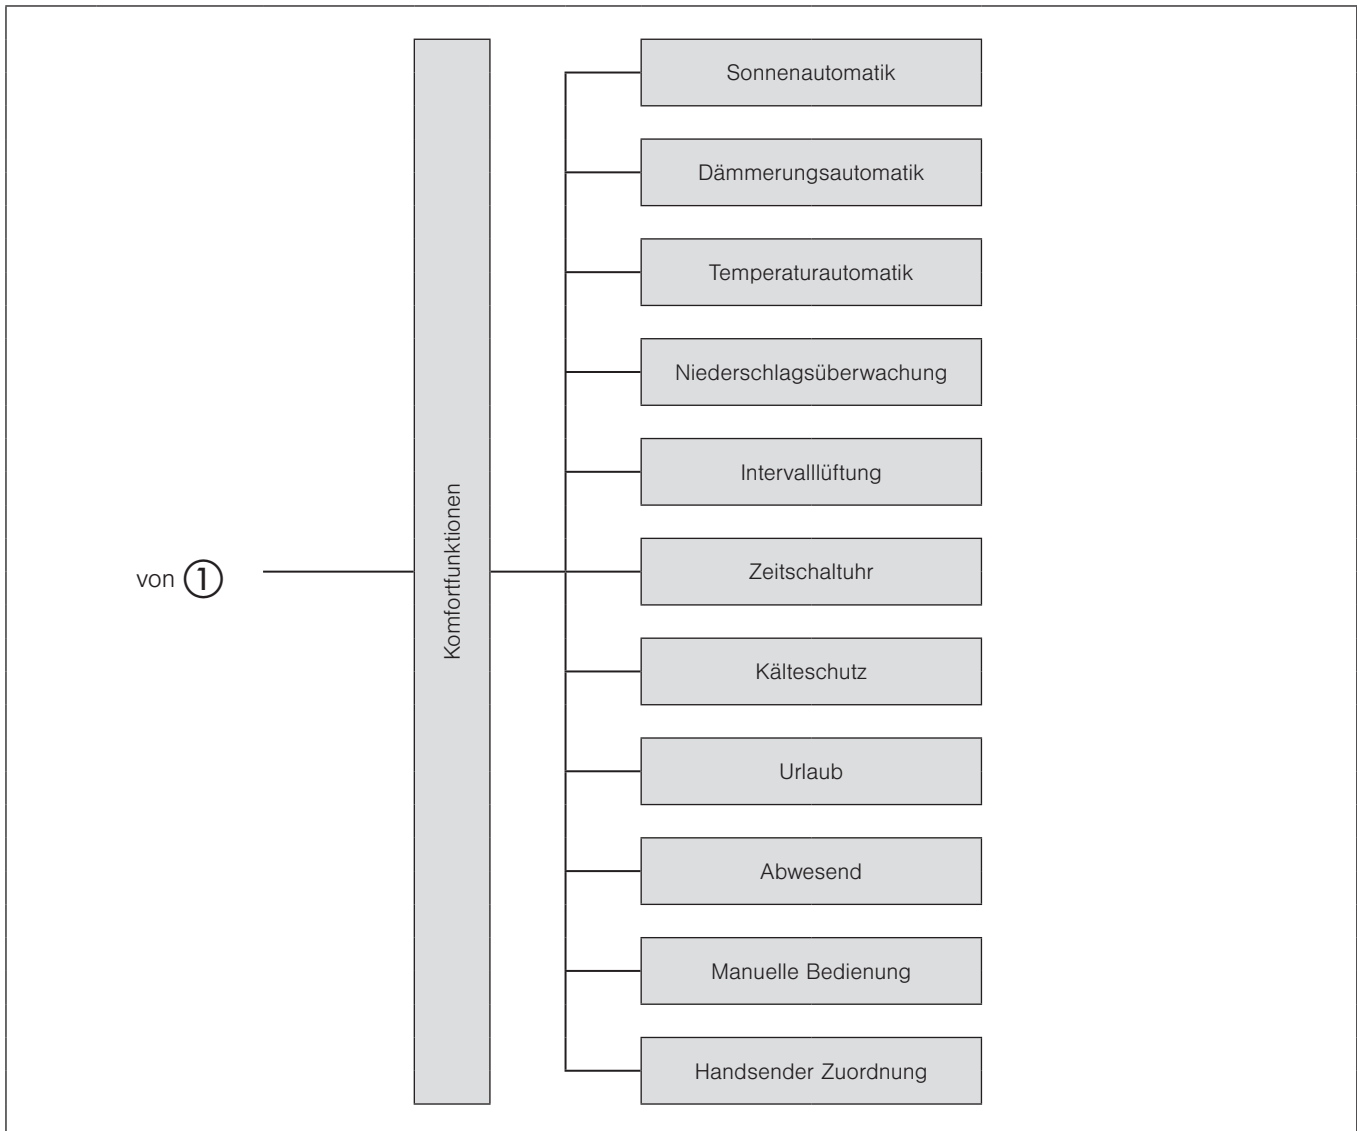 von ①
Komfortfunktionen
Sonnenautomatik
Dämmerungsautomatik
Temperaturautomatik
Niederschlagsüberwachung
Intervalllüftung
Zeitschaltuhr
Kälteschutz
Urlaub
Abwesend
Manuelle Bedienung
Handsender Zuordnung